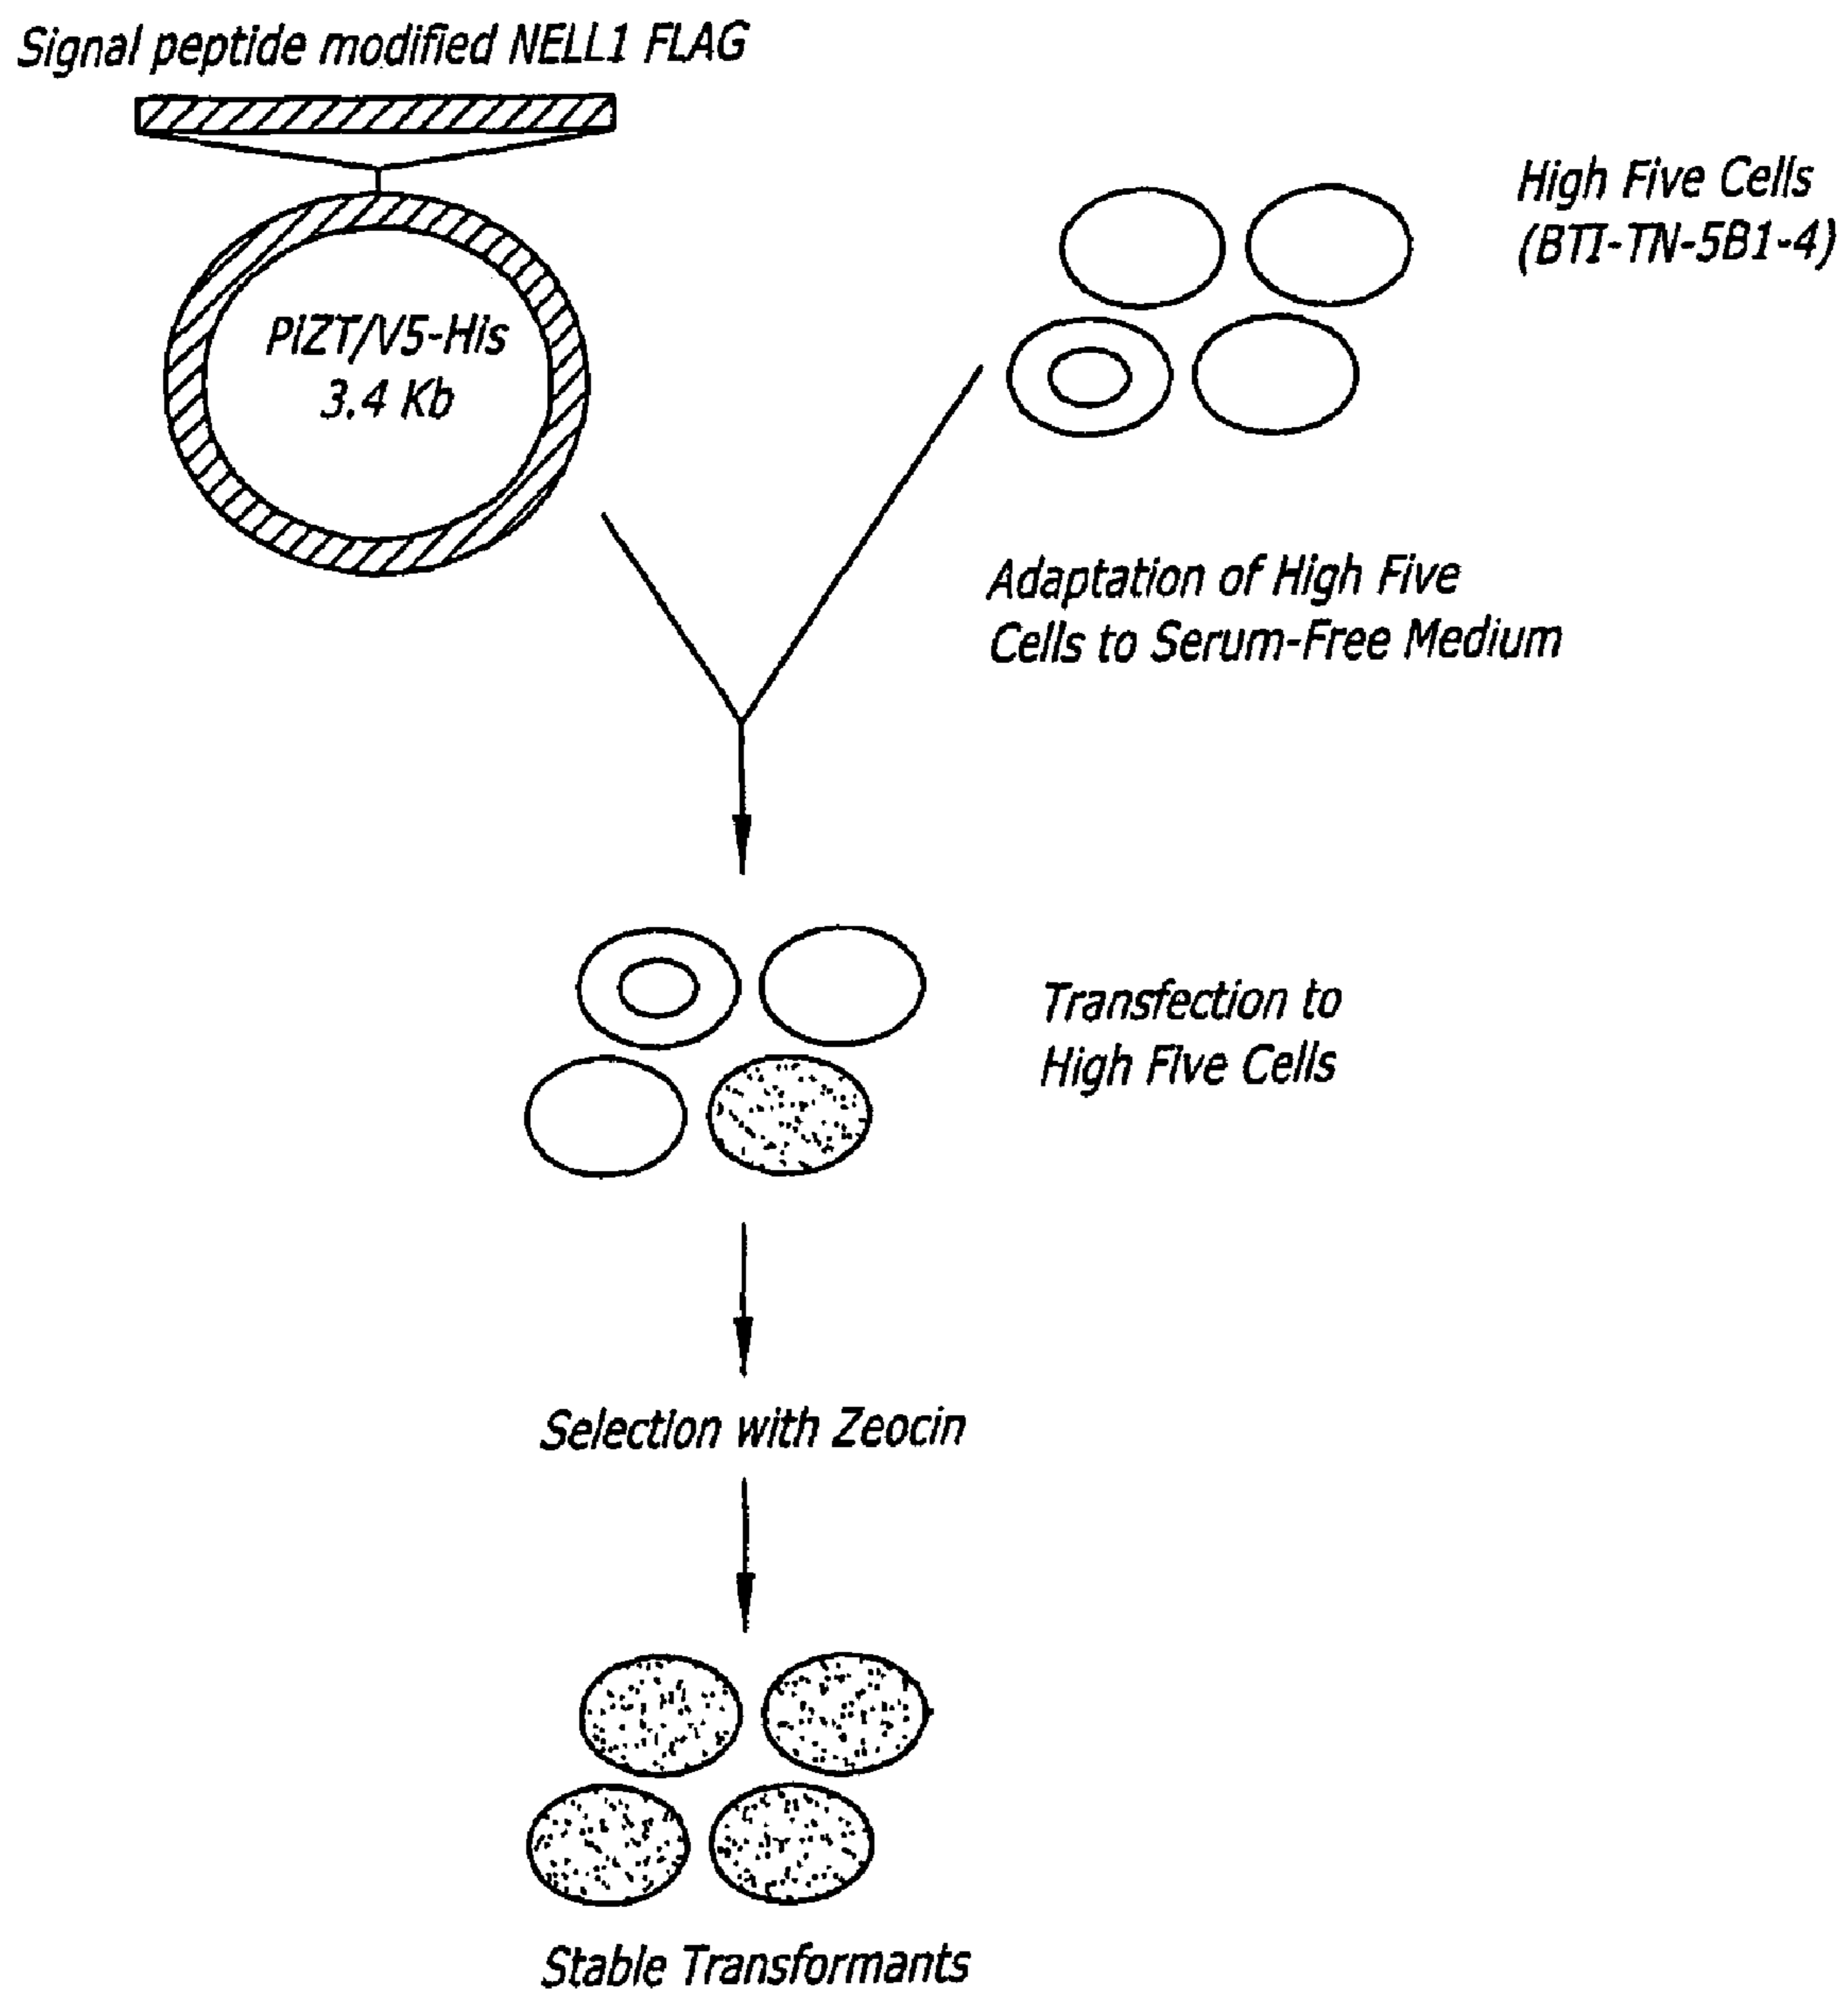 Signal peptide modified NELL1 FLAG
PiZT/V5-His
3.4 Kb
High Five Cells
(BTI-TN-5B1-4)
Adaptation of High Five
Cells to Serum-Free Medium
Transfection to
High Five Cells
Selection with Zeocin
Stable Transformants